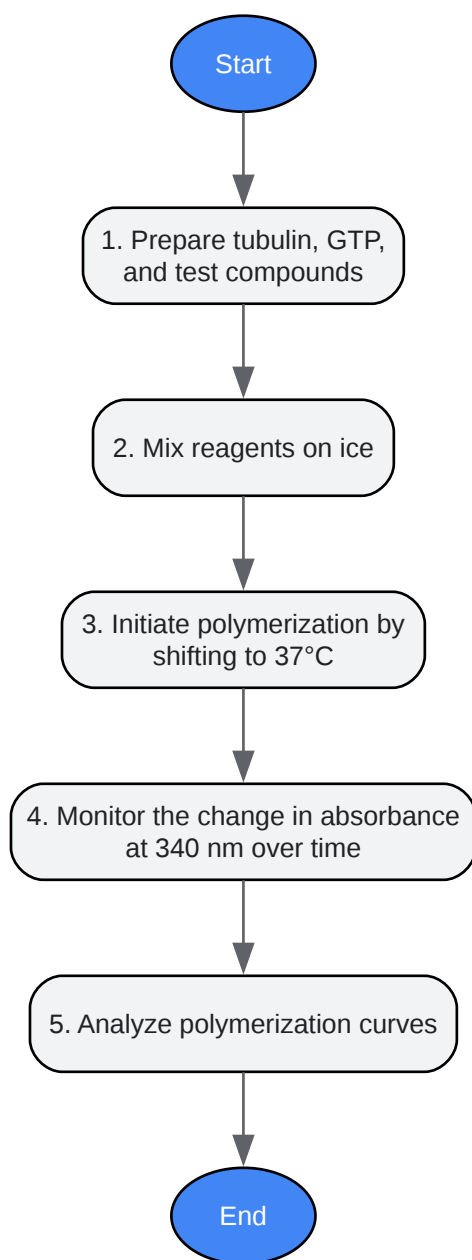 Start
1. Prepare tubulin, GTP,
and test compounds
2. Mix reagents on ice
3. Initiate polymerization by
shifting to 37°C
4. Monitor the change in absorbance
at 340 nm over time
5. Analyze polymerization curves
End